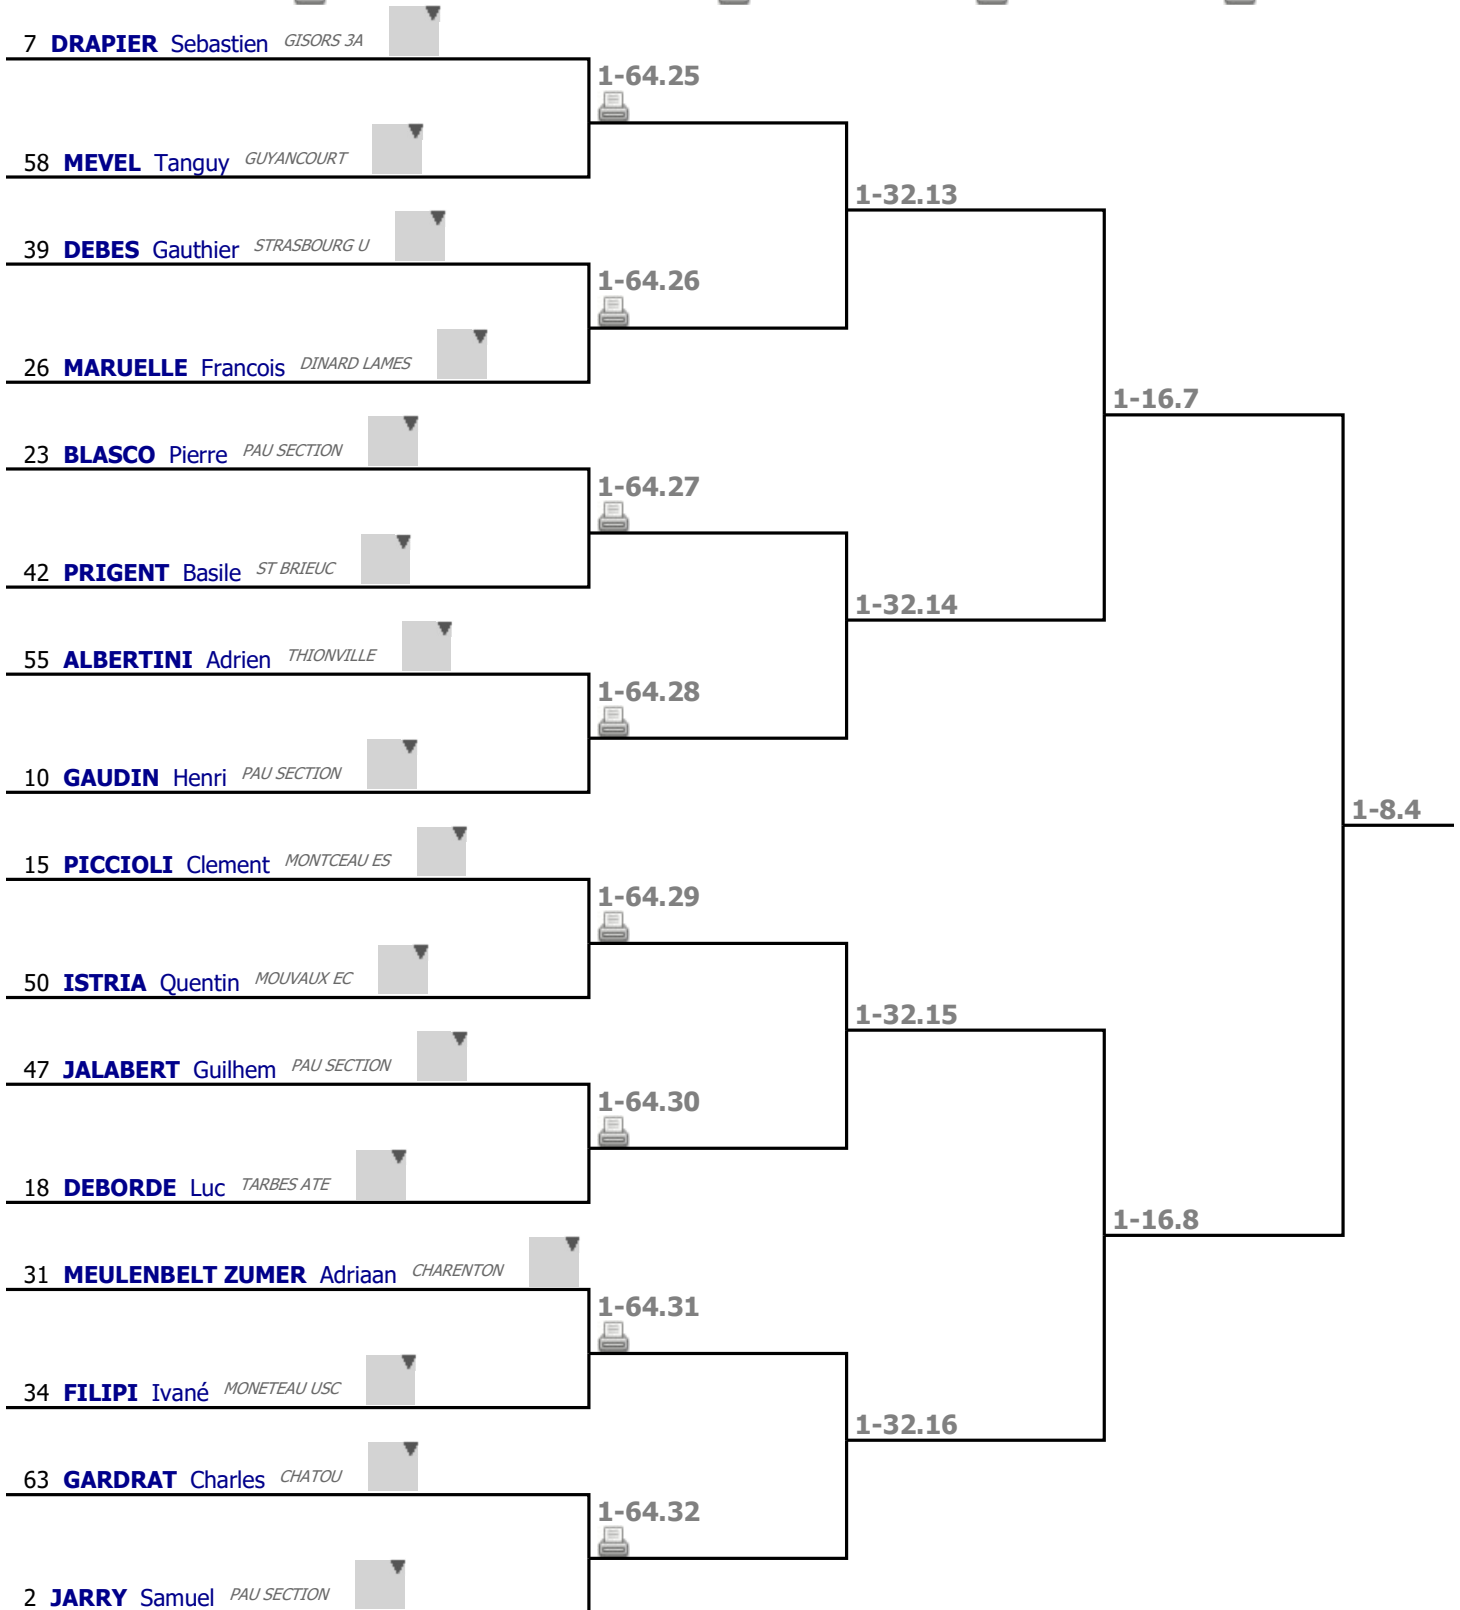 7 DRAPIER Sebastien GISORS 3A
1-64.25
58 MEVEL Tanguy GUYANCOURT
1-32.13
39 DEBES Gauthier STRASBOURG U
1-64.26
26 MARUELLE Francois DINARD LAMES
1-16.7
23 BLASCO Pierre PAU SECTION
1-64.27
42 PRIGENT Basile ST BRIEUC
1-32.14
55 ALBERTINI Adrien THIONVILLE
1-64.28
10 GAUDIN Henri PAU SECTION
1-8.4
15 PICCIOLI Clement MONTCEAU ES
1-64.29
50 ISTRIA Quentin MOUVAUX EC
1-32.15
47 JALABERT Guilhem PAU SECTION
1-64.30
18 DEBORDE Luc TARBES ATE
1-16.8
31 MEULENBELT ZUMER Adriaan CHARENTON
1-64.31
34 FILIPI Ivané MONETEAU USC
1-32.16
63 GARDRAT Charles CHATOU
1-64.32
2 JARRY Samuel PAU SECTION